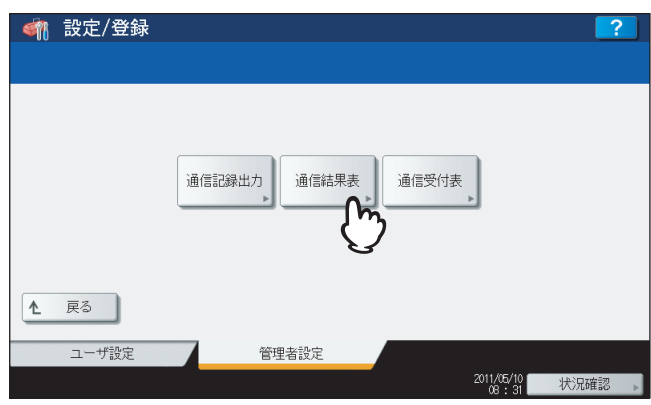 設定/登録
?
通信記録出力
通信結果表
通信受付表
戻る
ユーザ設定
管理者設定
2011/05/10
08 : 31
状況確認